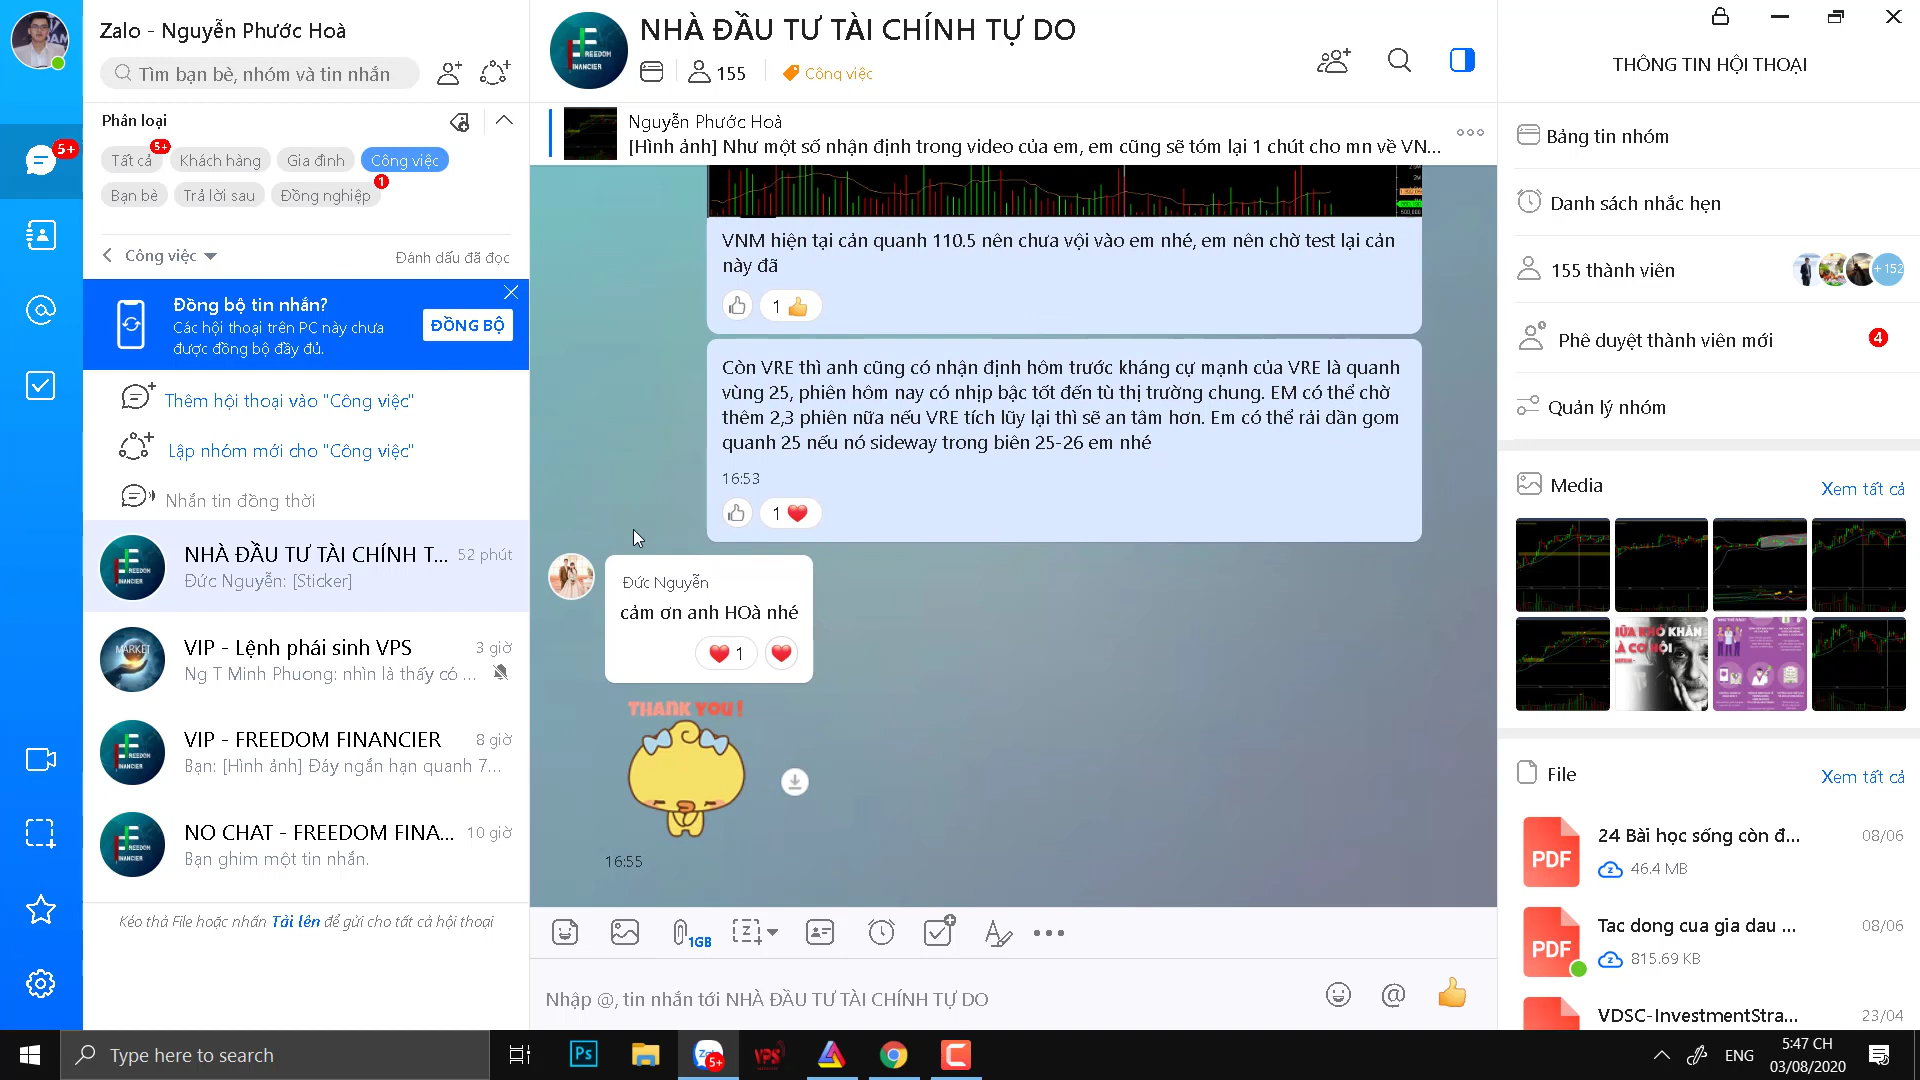 Zalo - Nguyễn Phước Hoà
Tìm bạn bè, nhóm và tin nhắn
Phân loại
Tất cả
5+
Khách hàng
Gia đình
Công việc
1
Bạn bè
Trả lời sau
Đồng nghiệp
Công việc
Đánh dấu đã đọc
Đồng bộ tin nhắn?
Các hội thoại trên PC này chưa
được đồng bộ đầy đủ.
ĐỒNG BỘ
Thêm hội thoại vào "Công việc"
Lập nhóm mới cho "Công việc"
Nhắn tin đồng thời
NHÀ ĐẦU TƯ TÀI CHÍNH T...
52 phút
Đức Nguyễn: [Sticker]
VIP - Lệnh phái sinh VPS
3 giờ
Ng T Minh Phuong: nhìn là thấy có ...
VIP - FREEDOM FINANCIER
8 giờ
Bạn: [Hình ảnh] Đáy ngắn hạn quanh 7...
NO CHAT - FREEDOM FINA...
10 giờ
Bạn ghim một tin nhắn.
Kéo thả File hoặc nhấn Tải lên để gửi cho tất cả hội thoại
5+
NHÀ ĐẦU TƯ TÀI CHÍNH TỰ DO
155
Công việc
Nguyễn Phước Hoà
[Hình ảnh] Như một số nhận định trong video của em, em cũng sẽ tóm lại 1 chút cho mn về VN...
VNM hiện tại cản quanh 110.5 nên chưa vội vào em nhé, em nên chờ test lại cản
này đã
1
Còn VRE thì anh cũng có nhận định hôm trước kháng cự mạnh của VRE là quanh
vùng 25, phiên hôm nay có nhịp bậc tốt đến tù thị trường chung. EM có thể chờ
thêm 2,3 phiên nữa nếu VRE tích lũy lại thì sẽ an tâm hơn. Em có thể rải dần gom
quanh 25 nếu nó sideway trong biên 25-26 em nhé
16:53
1
Đức Nguyễn
cảm ơn anh HOà nhé
1
THANK YOU!
16:55
1GB
Nhập @, tin nhắn tới NHÀ ĐẦU TƯ TÀI CHÍNH TỰ DO
THÔNG TIN HỘI THOẠI
Bảng tin nhóm
Danh sách nhắc hẹn
155 thành viên
+152
Phê duyệt thành viên mới
4
Quản lý nhóm
Media
Xem tất cả
File
Xem tất cả
PDF
24 Bài học sống còn đ...
08/06
46.4 MB
PDF
Tac dong cua gia dau ...
08/06
815.69 KB
VDSC-InvestmentStra...
23/04
Type here to search
Ps
5+
VPS
ENG
5:47 CH
03/08/2020